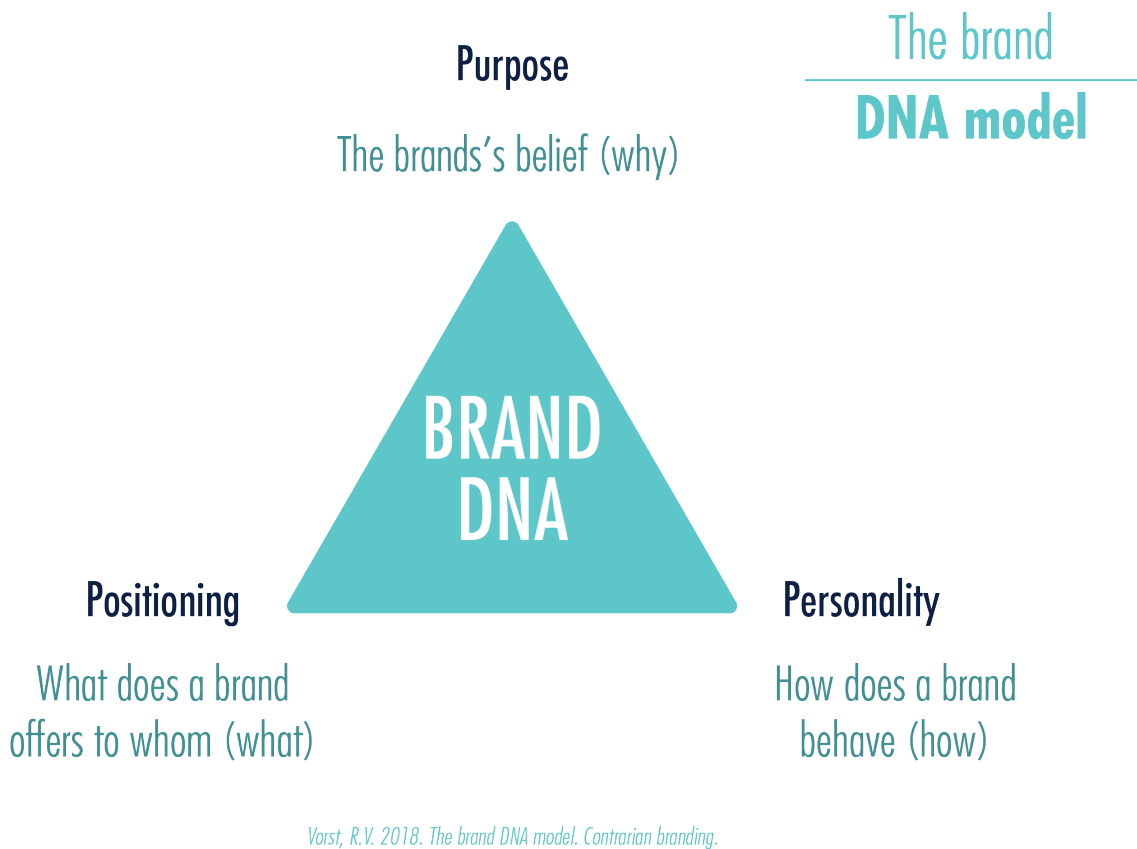 The brand
DNA model
Purpose
The brands’s belief (why)
BRAND
DNA
Positioning
What does a brand
offers to whom (what)
Personality
How does a brand
behave (how)
Vorst, R.V. 2018. The brand DNA model. Contrarian branding.